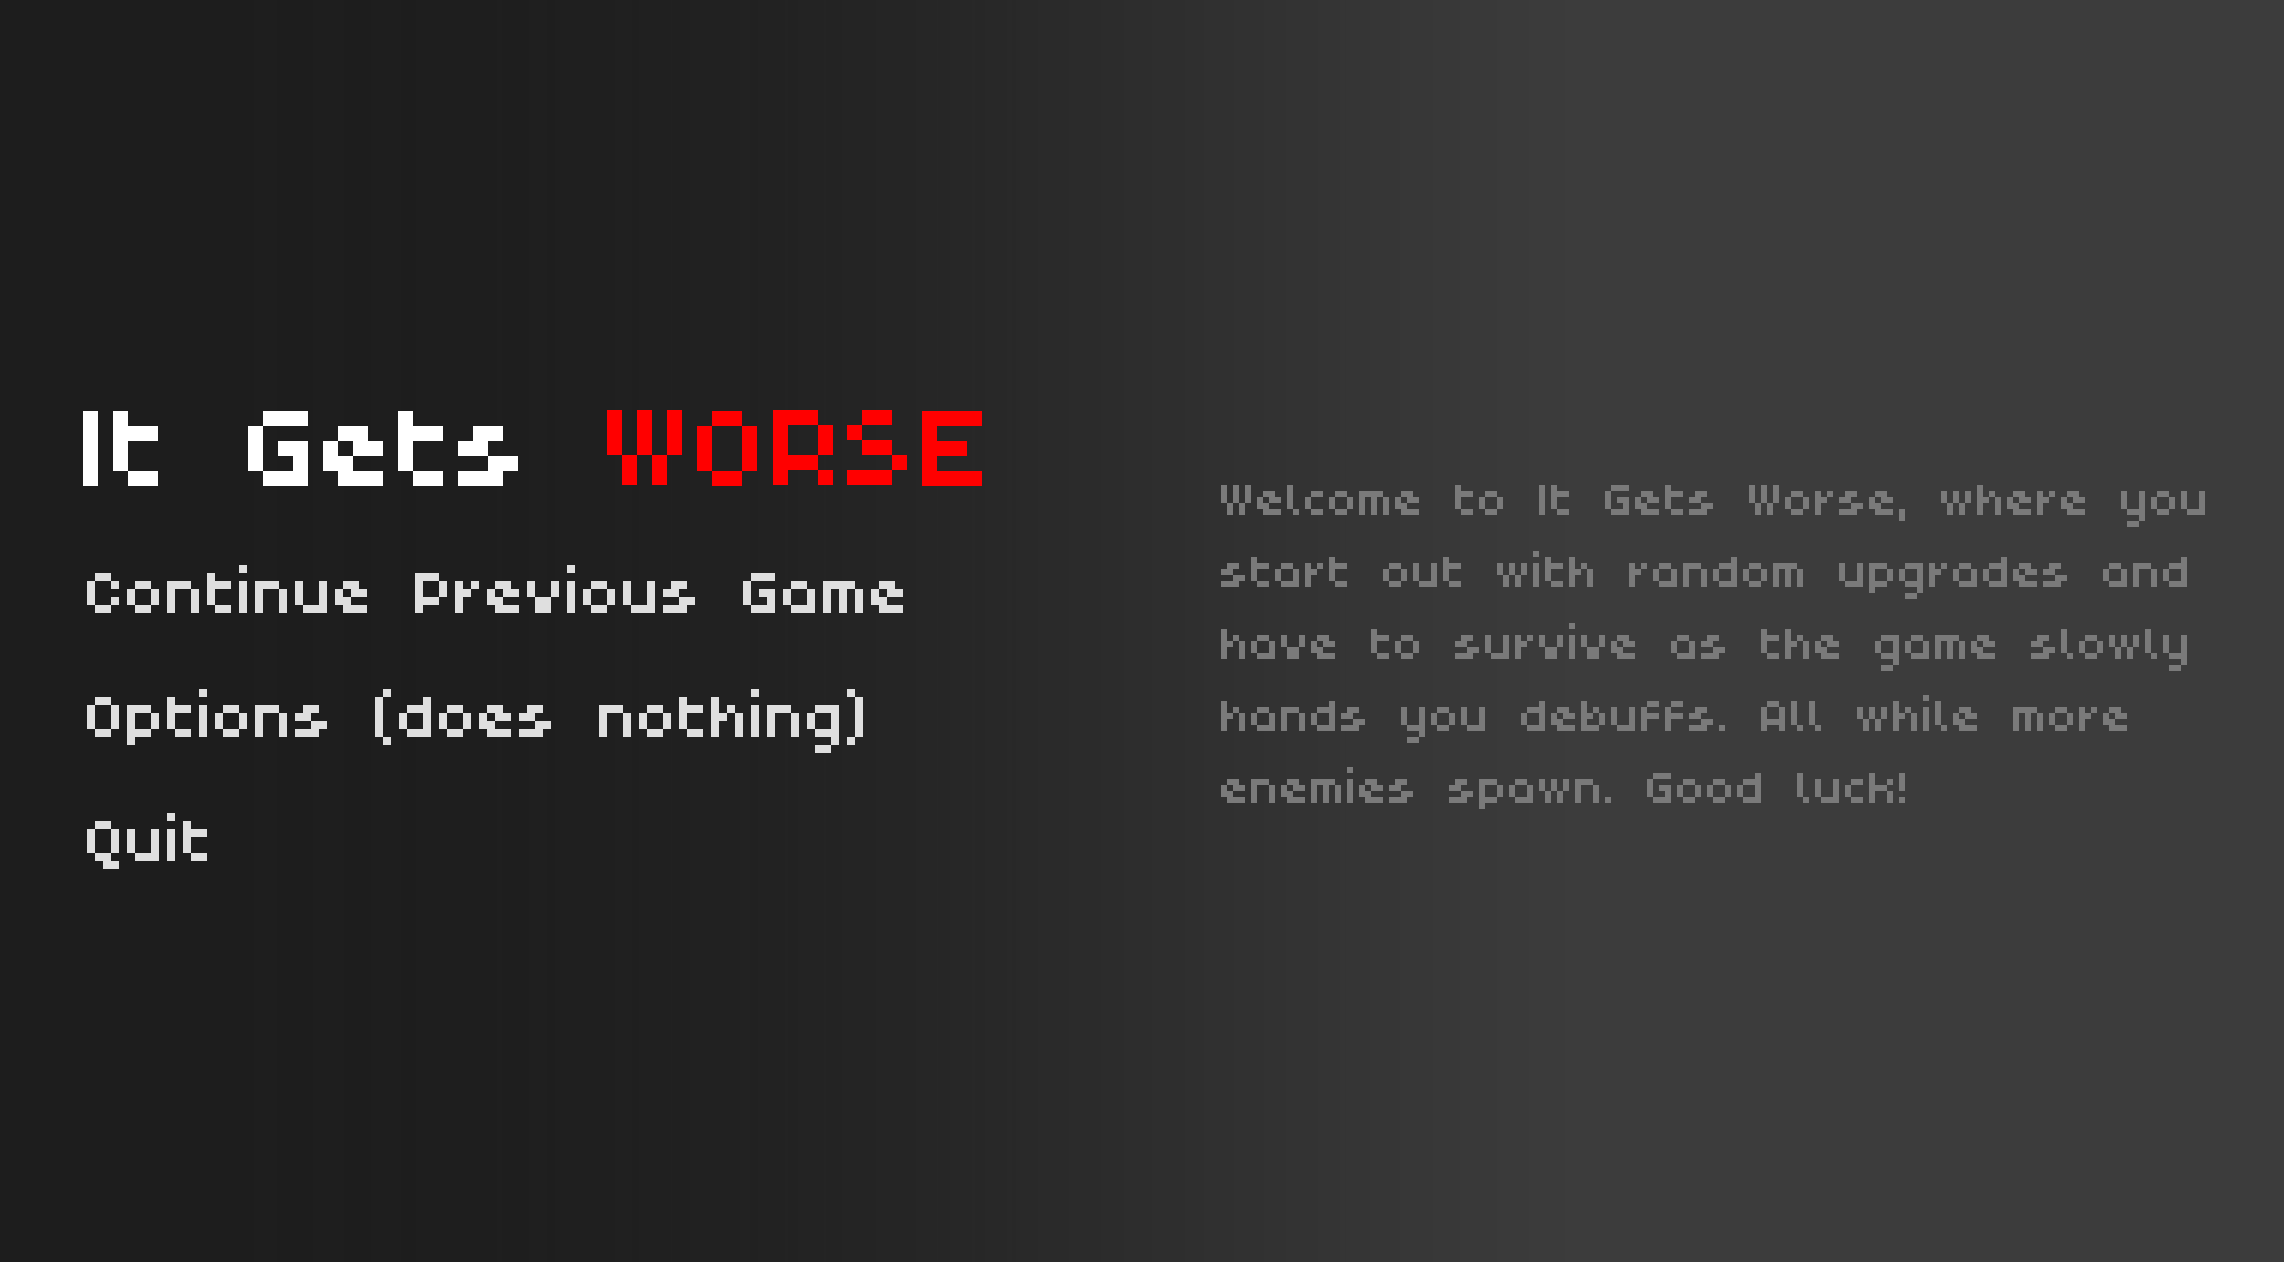 It Gets WORSE
Continue Previous Game
Options (does nothing)
Quit
Welcome to It Gets Worse, where you
start out with random upgrades and
have to survive as the game slowly
hands you debuffs. All while more
enemies spawn. Good luck!